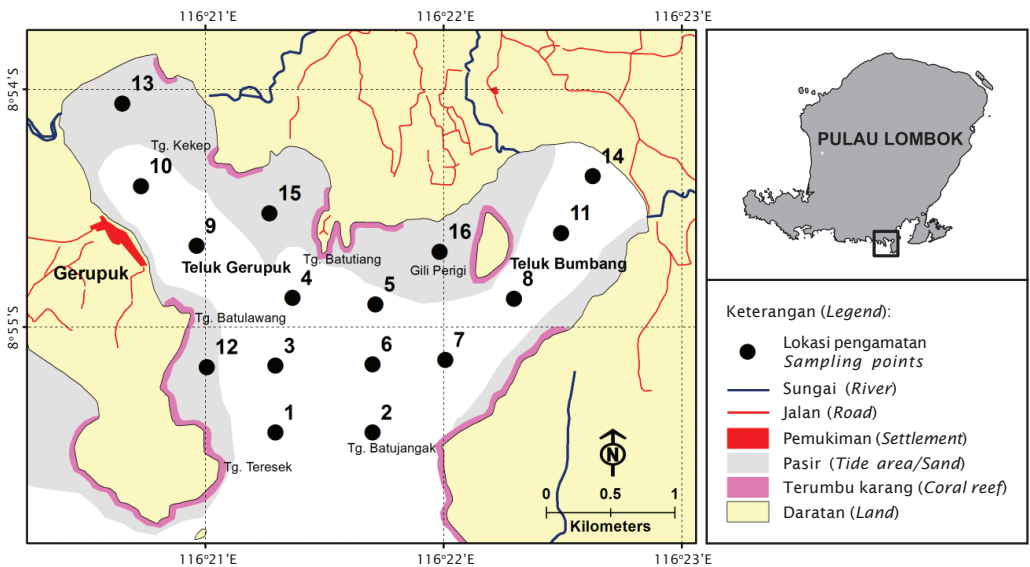 116°21’E
116°22’E
116°23’E
8°54’S
8°55’S
13
Tg. Kekep
10
14
15
11
9
16
Gerupuk
Teluk Gerupuk
Tg. Batutiang
Gili Perigi
Teluk Bumbang
4
5
8
Tg. Batulawang
12
3
6
7
1
2
Tg. Batujangak
Tg. Teresek
N
0 0.5 1
Kilometers
116°21’E
116°22’E
116°23’E
PULAU LOMBOK
Keterangan (Legend):
Lokasi pengamatan
Sampling points
Sungai (River)
Jalan (Road)
Pemukiman (Settlement)
Pasir (Tide area/Sand)
Terumbu karang (Coral reef)
Daratan (Land)